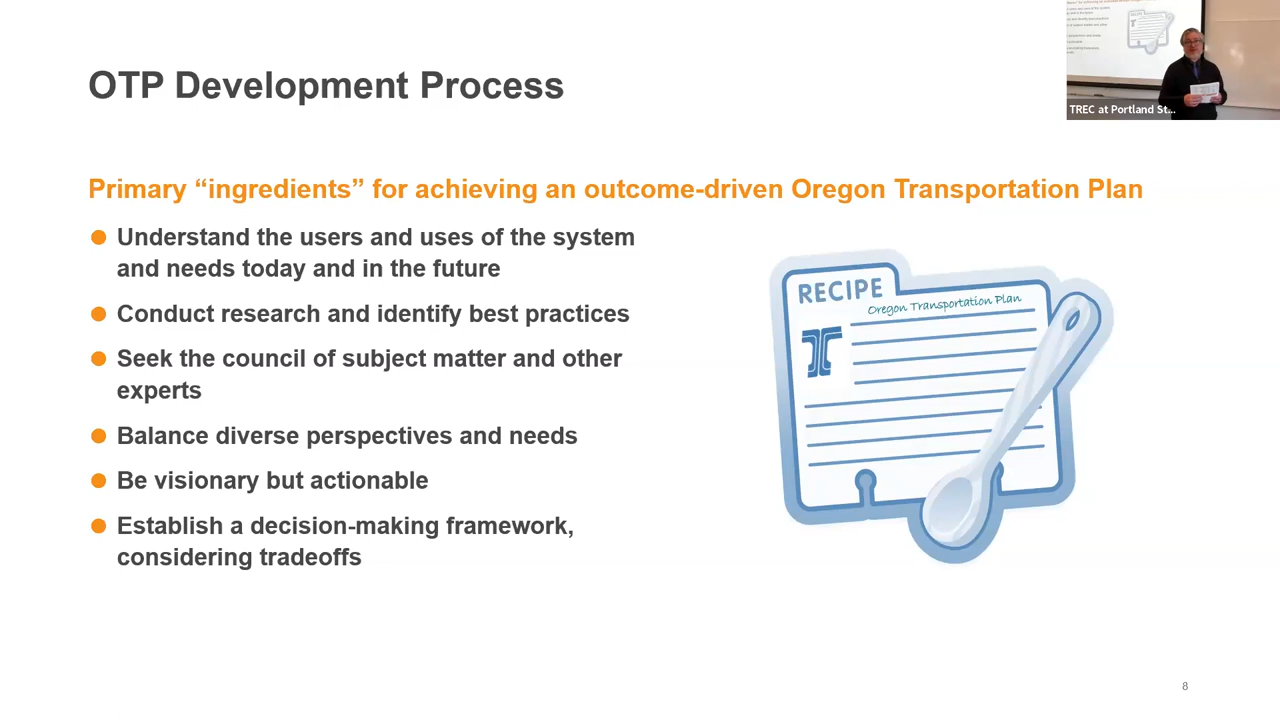 OTP Development Process
TREC at Portland St...
Primary “ingredients” for achieving an outcome-driven Oregon Transportation Plan
Understand the users and uses of the system
and needs today and in the future
Conduct research and identify best practices
Seek the council of subject matter and other
experts
Balance diverse perspectives and needs
Be visionary but actionable
Establish a decision-making framework,
considering tradeoffs
RECIPE
Oregon Transportation Plan
8